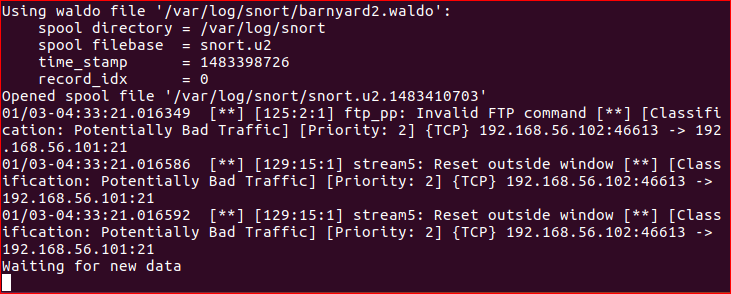 Using waldo file '/var/log/snort/barnyard2.waldo':
    spool directory = /var/log/snort
    spool filebase  = snort.u2
    time_stamp      = 1483398726
    record_idx      = 0
Opened spool file '/var/log/snort/snort.u2.1483410703'
01/03-04:33:21.016349  [**] [125:2:1] ftp_pp: Invalid FTP command [**] [Classifi
cation: Potentially Bad Traffic] [Priority: 2] {TCP} 192.168.56.102:46613 -> 192
.168.56.101:21
01/03-04:33:21.016586  [**] [129:15:1] stream5: Reset outside window [**] [Class
ification: Potentially Bad Traffic] [Priority: 2] {TCP} 192.168.56.102:46613 ->
192.168.56.101:21
01/03-04:33:21.016592  [**] [129:15:1] stream5: Reset outside window [**] [Class
ification: Potentially Bad Traffic] [Priority: 2] {TCP} 192.168.56.102:46613 ->
192.168.56.101:21
Waiting for new data